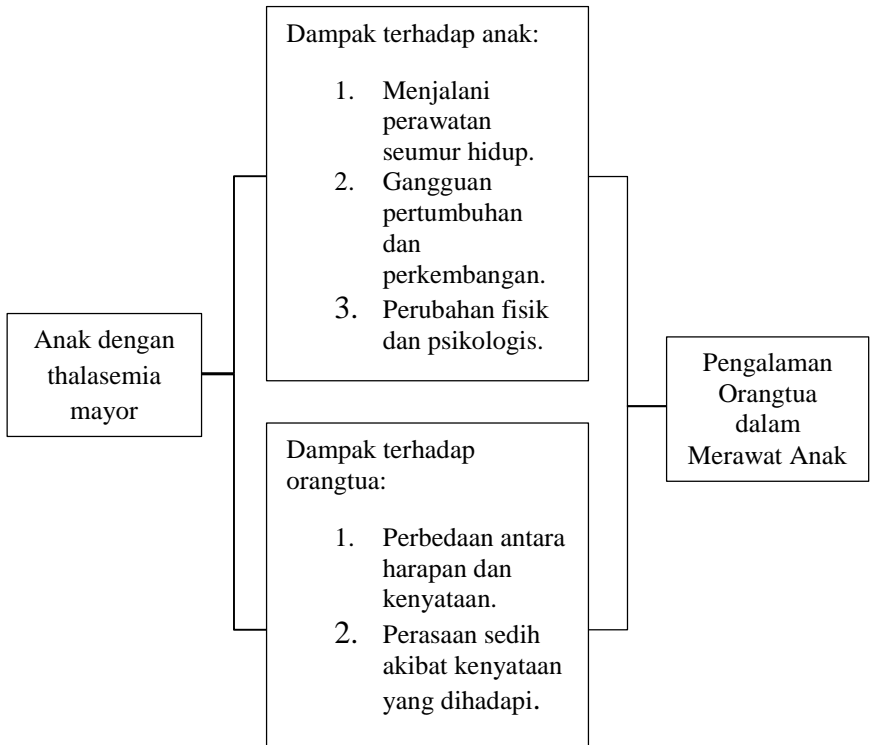 Anak dengan
thalasemia
mayor
Dampak terhadap anak:
1. Menjalani
perawatan
seumur hidup.
2. Gangguan
pertumbuhan
dan
perkembangan.
3. Perubahan fisik
dan psikologis.
Dampak terhadap
orangtua:
1. Perbedaan antara
harapan dan
kenyataan.
2. Perasaan sedih
akibat kenyataan
yang dihadapi.
Pengalaman
Orangtua
dalam
Merawat Anak